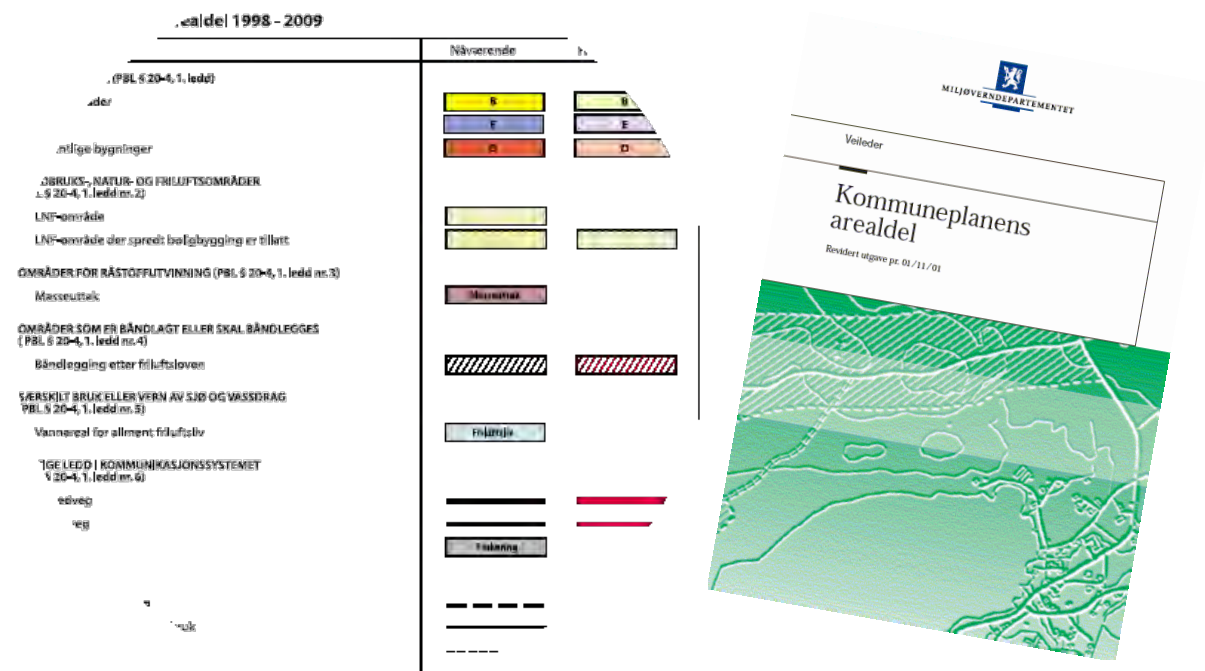 1998 - 2009
Nåværende
(PBL § 20-4, 1. ledd)
B
B
E
E
O
O
bygninger
NATUR- OG FRILUFTSOMRÅDER
§ 20-4, 1. ledd nr. 2)
LNF-område
LNF-område der spredt boligbygging er tillatt
OMRÅDER FOR RÅSTOFFUTVINNING (PBL § 20-4, 1. ledd nr.3)
Masseuttak
Masseuttak
OMRÅDER SOM ER BÅNDLAGT ELLER SKAL BÅNDLEGGES
( PBL § 20-4, 1. ledd nr.4)
Båndlegging etter friluftsloven
SÆRSKILT BRUK ELLER VERN AV SJØ OG VASSDRAG
PBL § 20-4, 1. ledd nr. 5)
Vannareal for allment friluftsliv
Friluftsliv
LEDD I KOMMUNIKASJONSSYSTEMET
§ 20-4, 1. ledd nr. 6)
Parkering
MILJØVERNDEPARTEMENTET
Veileder
Kommuneplanens
arealdel
Revidert utgave pr. 01/11/01